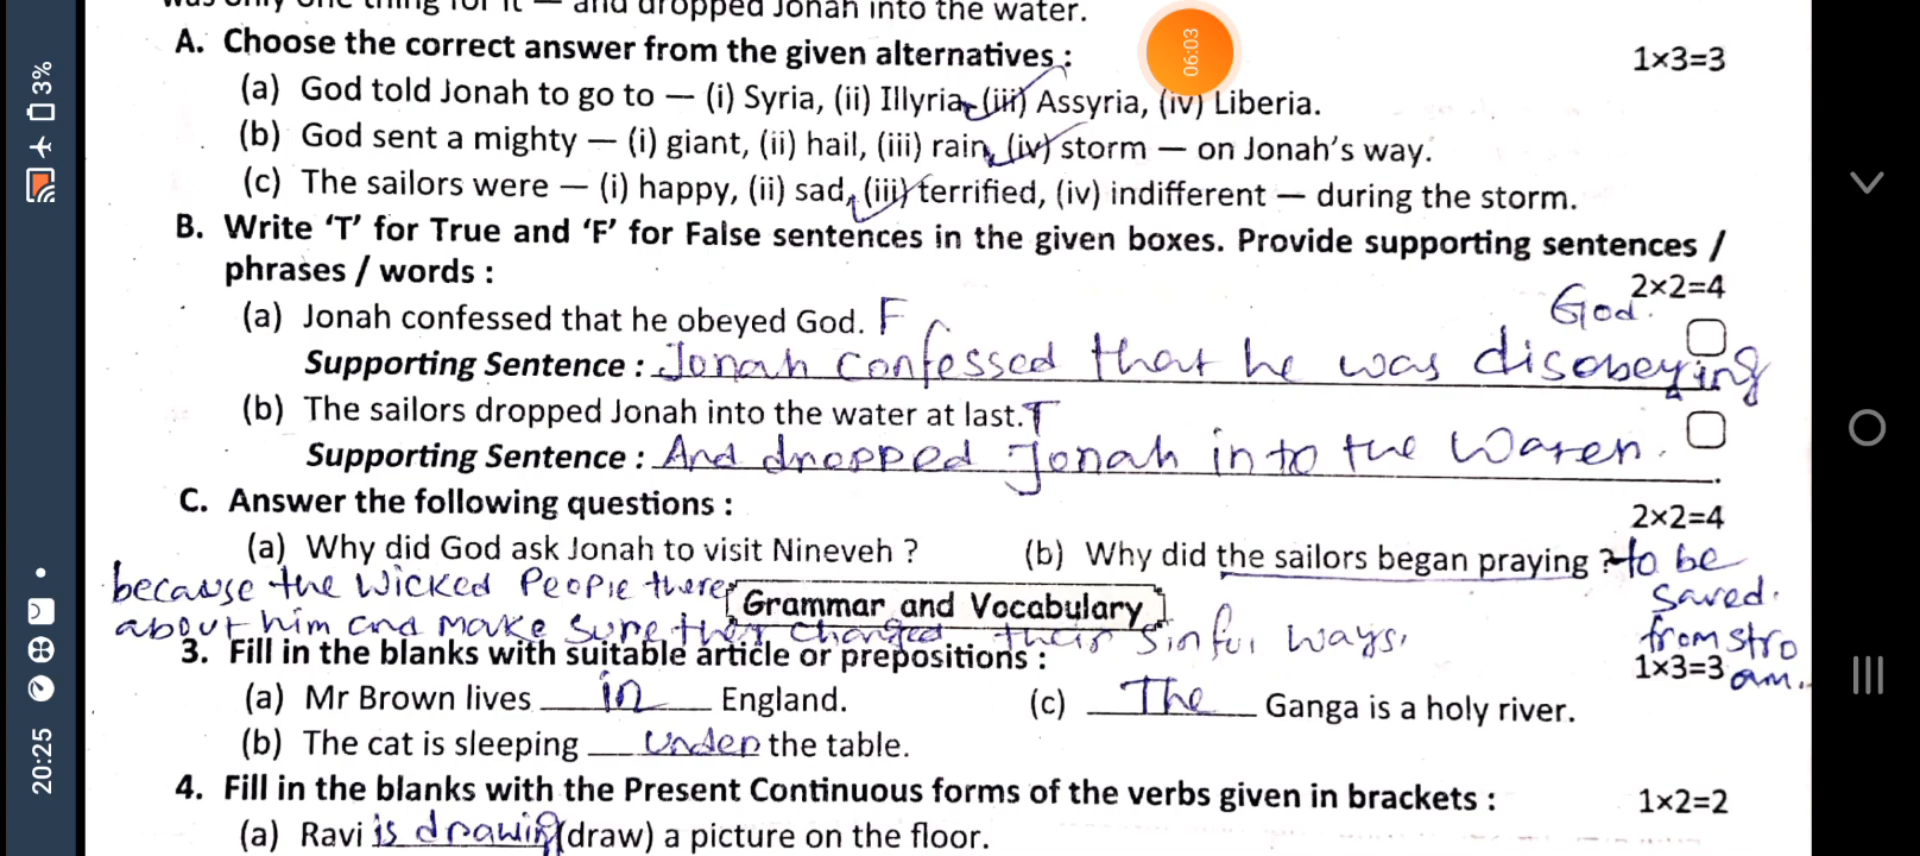 was only one thing for it — and dropped Jonah into the water.
A. Choose the correct answer from the given alternatives : 1×3=3
(a) God told Jonah to go to — (i) Syria, (ii) Illyria, (iii) Assyria, (iv) Liberia.
(b) God sent a mighty — (i) giant, (ii) hail, (iii) rain, (iv) storm — on Jonah's way.
(c) The sailors were — (i) happy, (ii) sad, (iii) terrified, (iv) indifferent — during the storm.
B. Write 'T' for True and 'F' for False sentences in the given boxes. Provide supporting sentences /
phrases / words : 2×2=4
(a) Jonah confessed that he obeyed God. F God.
Supporting Sentence : Jonah confessed that he was disobeying
(b) The sailors dropped Jonah into the water at last. T
Supporting Sentence : And dropped Jonah into the water.
C. Answer the following questions : 2×2=4
(a) Why did God ask Jonah to visit Nineveh ? (b) Why did the sailors began praying ? to be
because the wicked people there saved.
Grammar and Vocabulary
about him and make sure they changed their sinful ways. from stro
3. Fill in the blanks with suitable article or prepositions : 1×3=3 am.
(a) Mr Brown lives in England. (c) The Ganga is a holy river.
(b) The cat is sleeping under the table.
4. Fill in the blanks with the Present Continuous forms of the verbs given in brackets : 1×2=2
(a) Ravi is drawing (draw) a picture on the floor.
06:03
3%
20:25